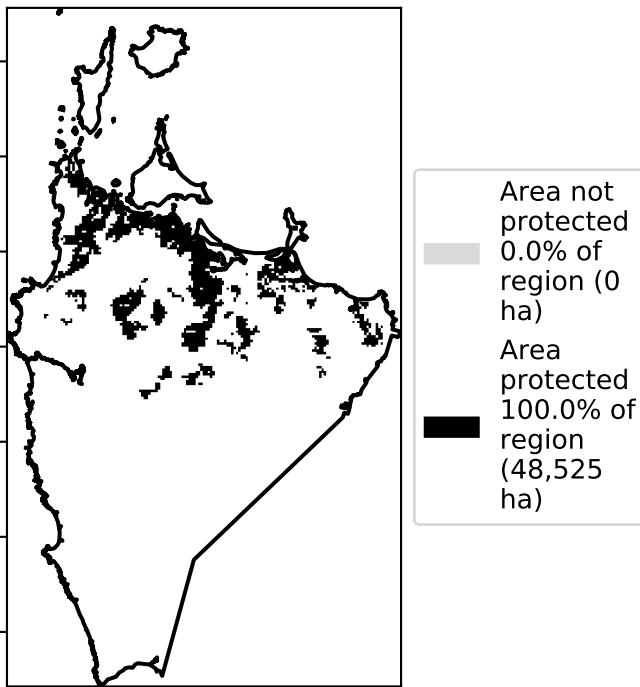 Area not
protected
0.0% of
region (0
ha)
Area
protected
100.0% of
region
(48,525
ha)